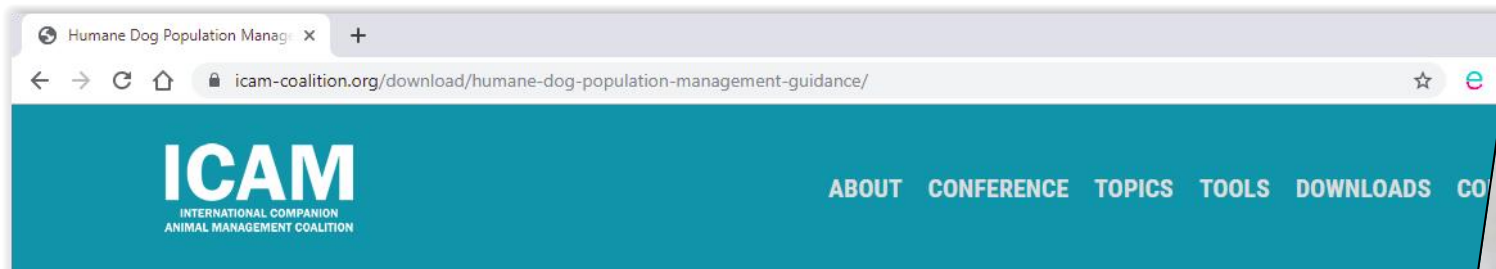 Humane Dog Population Manag
icam-coalition.org/download/humane-dog-population-management-guidance/
ICAM
INTERNATIONAL COMPANION
ANIMAL MANAGEMENT COALITION
ABOUT CONFERENCE TOPICS TOOLS DOWNLOADS CO